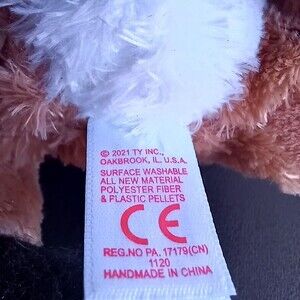 © 2021 TY INC.,
OAKBROOK, IL, U.S.A.
SURFACE WASHABLE
ALL NEW MATERIAL
POLYESTER FIBER
& PLASTIC PELLETS
CE
REG.NO PA. 17179(CN)
1120
HANDMADE IN CHINA